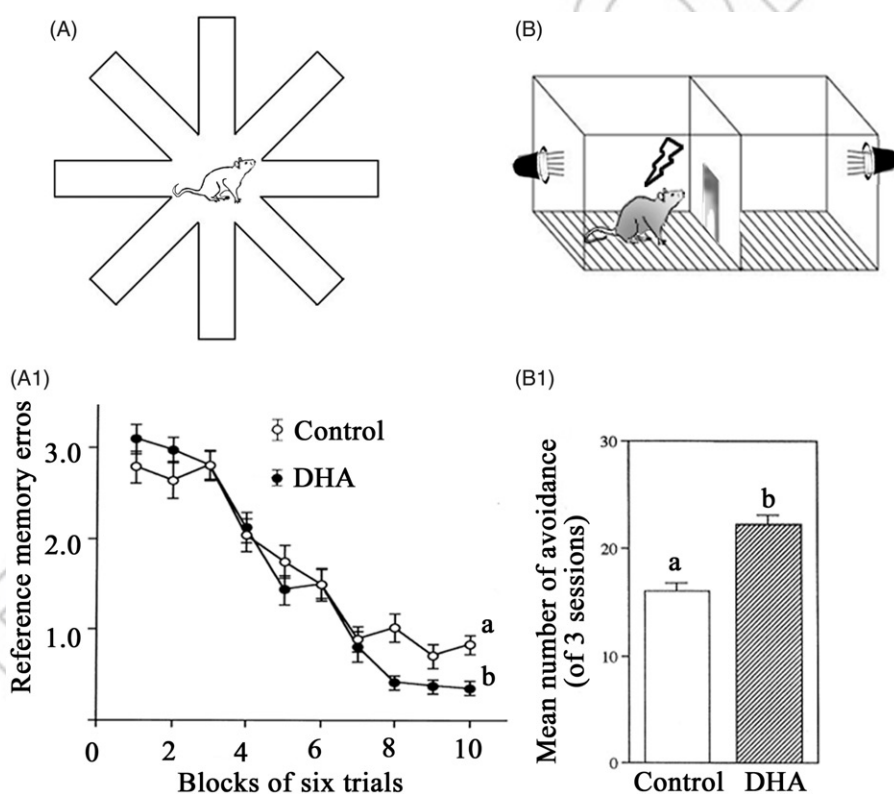 (A)
(B)
(A1)
Reference memory erros
3.0
2.0
1.0
Control
DHA
a
b
0 2 4 6 8 10
Blocks of six trials
(B1)
Mean number of avoidance
(of 3 sessions)
30
20
10
0
a
b
Control DHA